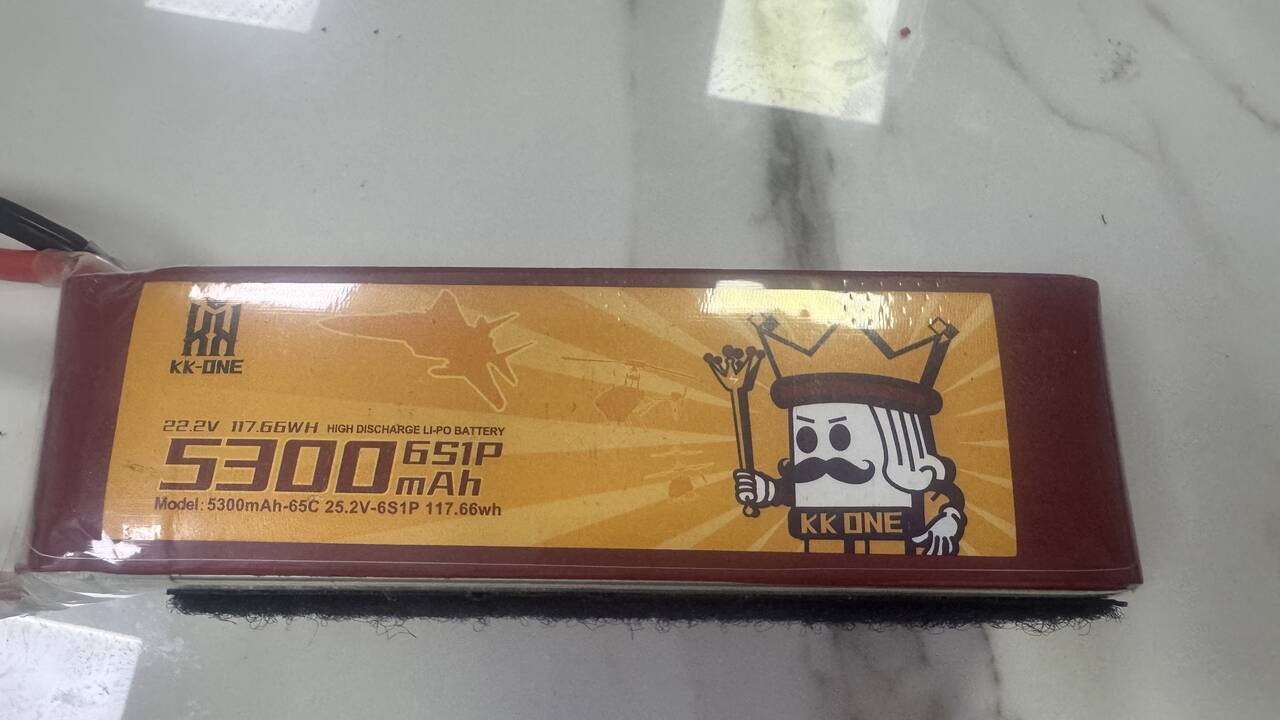 KK-ONE
22.2V 117.66WH HIGH DISCHARGE LI-PO BATTERY
5300 6S1P
mAh
Model: 5300mAh-65C 25.2V-6S1P 117.66wh
KK ONE